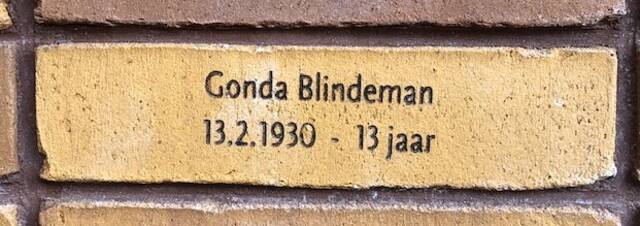 Gonda Blindeman
13.2.1930 - 13 jaar